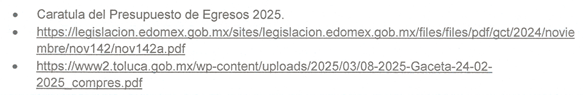 • Caratula del Presupuesto de Egresos 2025.
• https://legislacion.edomex.gob.mx/sites/legislacion.edomex.gob.mx/files/files/pdf/gct/2024/novie
mbre/nov142/nov142a.pdf
• https://www2.toluca.gob.mx/wp-content/uploads/2025/03/08-2025-Gaceta-24-02-
2025_compres.pdf